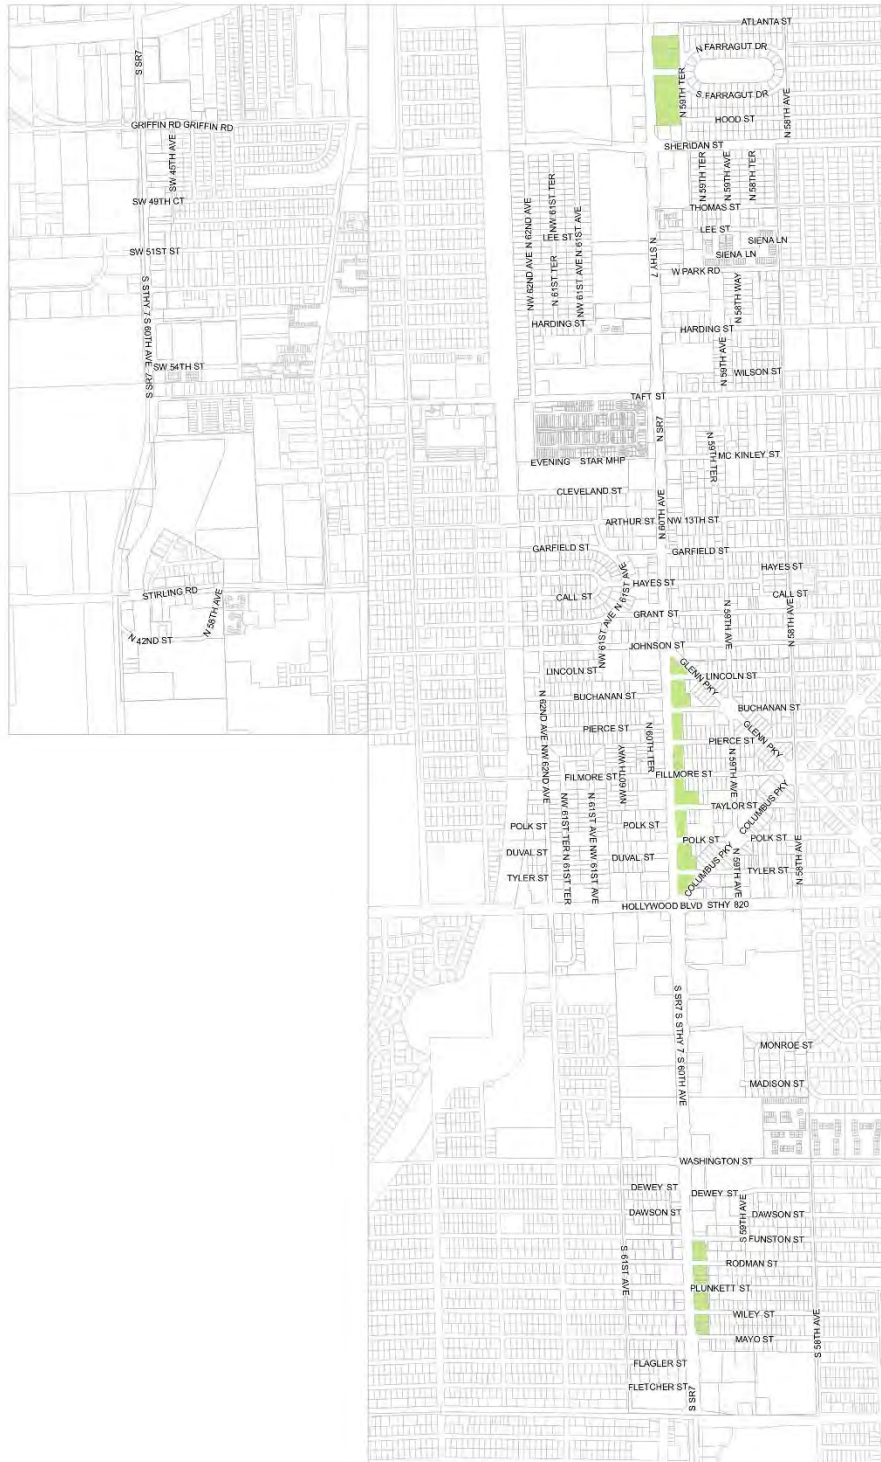 ATLANTA ST
S SR7
N FARRAGUT DR
N 59TH TER
S FARRAGUT DR
N 58TH AVE
HOOD ST
GRIFFIN RD GRIFFIN RD
SHERIDAN ST
SW 45TH AVE
N 59TH TER
N 59TH AVE
N 58TH TER
SW 49TH CT
NW 61ST TER
N 61ST TER
NW 62ND AVE N 62ND AVE
NW 61ST AVE N 61ST AVE
THOMAS ST
LEE ST
LEE ST
SIENA LN
SIENA LN
SW 51ST ST
N STHY 7
W PARK RD
N 58TH WAY
S STHY 7 S 60TH AVE
S SR7
HARDING ST
HARDING ST
N 59TH AVE
SW 54TH ST
WILSON ST
TAFT ST
N SR7
N 59TH TER
MC KINLEY ST
EVENING STAR MHP
CLEVELAND ST
N 60TH AVE
ARTHUR ST
NW 13TH ST
GARFIELD ST
GARFIELD ST
HAYES ST
HAYES ST
STIRLING RD
N 58TH AVE
CALL ST
CALL ST
NW 61ST AVE N 61ST AVE
GRANT ST
N 59TH AVE
N 58TH AVE
N 42ND ST
JOHNSON ST
GLENN PKY
LINCOLN ST
LINCOLN ST
BUCHANAN ST
BUCHANAN ST
N 62ND AVE NW 62ND AVE
PIERCE ST
N 60TH TER
PIERCE ST
GLENN PKY
NW 60TH WAY
N 59TH AVE
FILMORE ST
FILLMORE ST
NW 61ST TER N 61ST TER
N 61ST AVE NW 61ST AVE
TAYLOR ST
COLUMBUS PKY
POLK ST
POLK ST
POLK ST
POLK ST
DUVAL ST
DUVAL ST
COLUMBUS PKY
N 59TH AVE
N 58TH AVE
TYLER ST
TYLER ST
HOLLYWOOD BLVD STHY 820
S SR7 S STHY 7 S 60TH AVE
MONROE ST
MADISON ST
WASHINGTON ST
DEWEY ST
DEWEY ST
S 59TH AVE
DAWSON ST
DAWSON ST
FUNSTON ST
S 61ST AVE
RODMAN ST
PLUNKETT ST
WILEY ST
S 58TH AVE
MAYO ST
FLAGLER ST
FLETCHER ST
S SR7